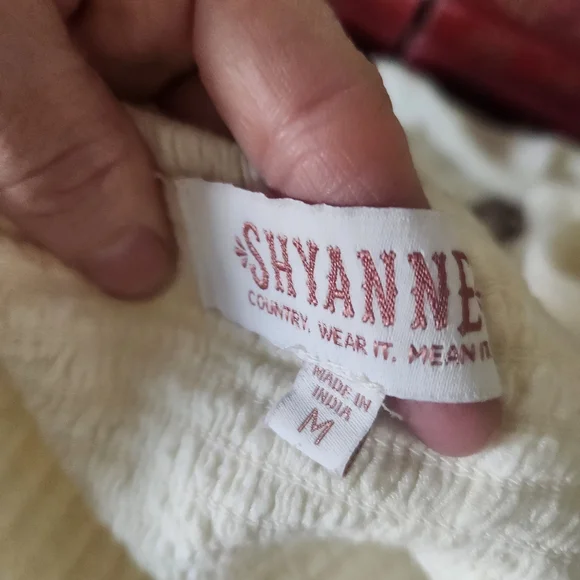 SHYANNE
COUNTRY. WEAR IT. MEAN IT
MADE IN
INDIA
M